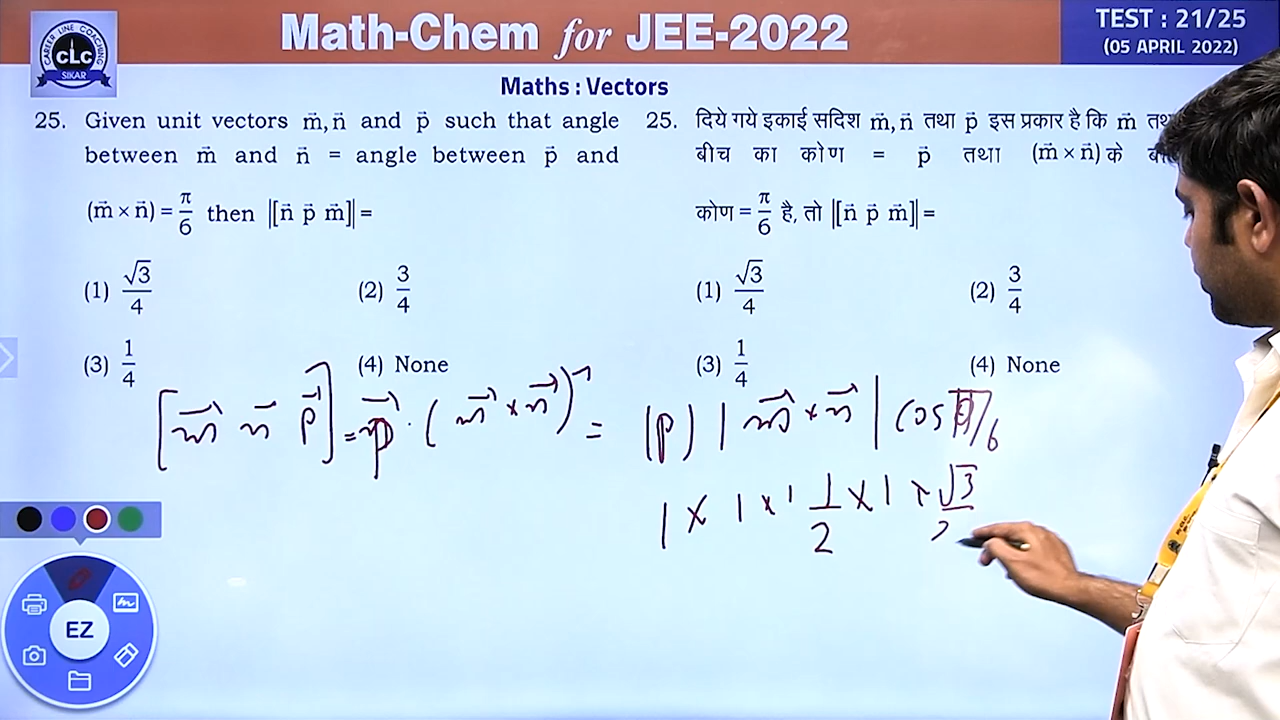 CAREER LINE COACHING
CLC
SIKAR
Math-Chem for JEE-2022
TEST : 21/25
(05 APRIL 2022)
Maths : Vectors
25. Given unit vectors m⃗, n⃗ and p⃗ such that angle
between m⃗ and n⃗ = angle between p⃗ and
(m⃗ × n⃗) = π/6 then |[n⃗ p⃗ m⃗]| =
(1) √3/4 (2) 3/4
(3) 1/4 (4) None
25. दिये गये इकाई सदिश m⃗, n⃗ तथा p⃗ इस प्रकार है कि m⃗
बीच का कोण = p⃗ तथा (m⃗ × n⃗) के
कोण = π/6 है, तो |[n⃗ p⃗ m⃗]| =
(1) √3/4 (2) 3/4
(3) 1/4 (4) None
[m⃗ n⃗ p⃗] = p⃗ · (m⃗ × n⃗) = |p| |m⃗ × n⃗| cos π/6
1 × 1 × 1 1/2 × 1 × √3/2
EZ